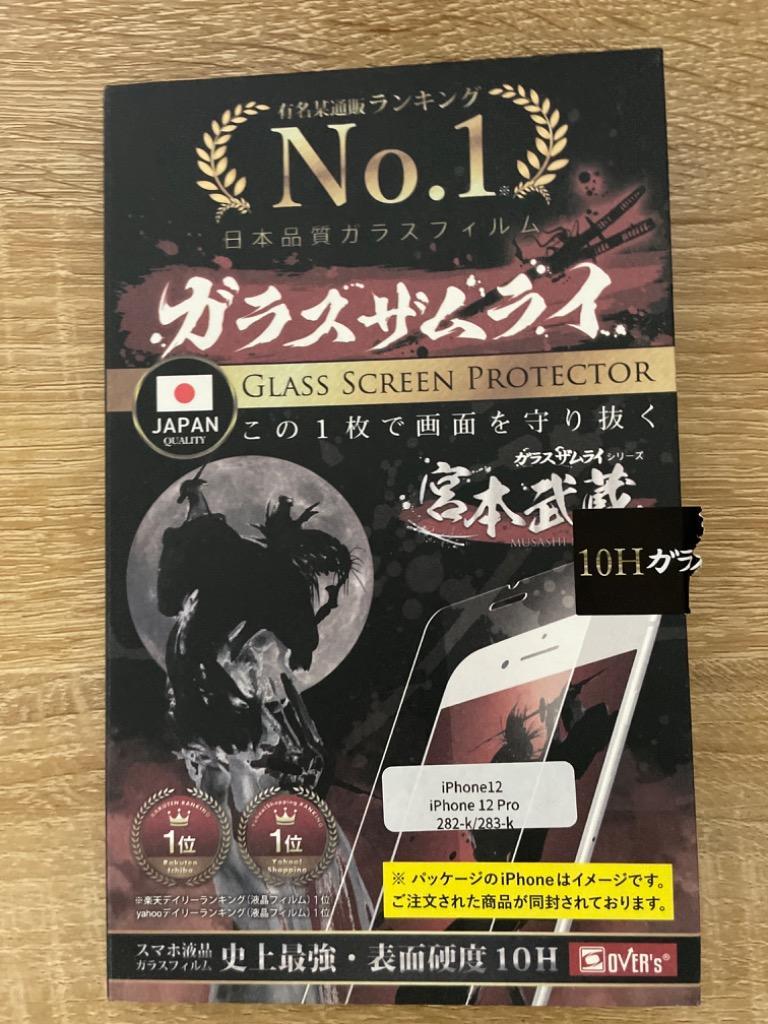 有名某通販ランキング
No.1※
日本品質ガラスフィルム
ガラスザムライ
GLASS SCREEN PROTECTOR
JAPAN
QUALITY
この1枚で画面を守り抜く
ガラスザムライシリーズ
宮本武蔵
MUSASHI
10H ガラ
iPhone12
iPhone 12 Pro
282-k/283-k
RAKUTEN RANKING
1位
Rakuten
Ichiba
Yahoo!Shopping RANKING
1位
Yahoo!
Shopping
※楽天デイリーランキング(液晶フィルム)1位
yahooデイリーランキング(液晶フィルム)1位
※ パッケージのiPhoneはイメージです。
ご注文された商品が同封されております。
スマホ液晶
ガラスフィルム
史上最強・表面硬度10H
OVER's®